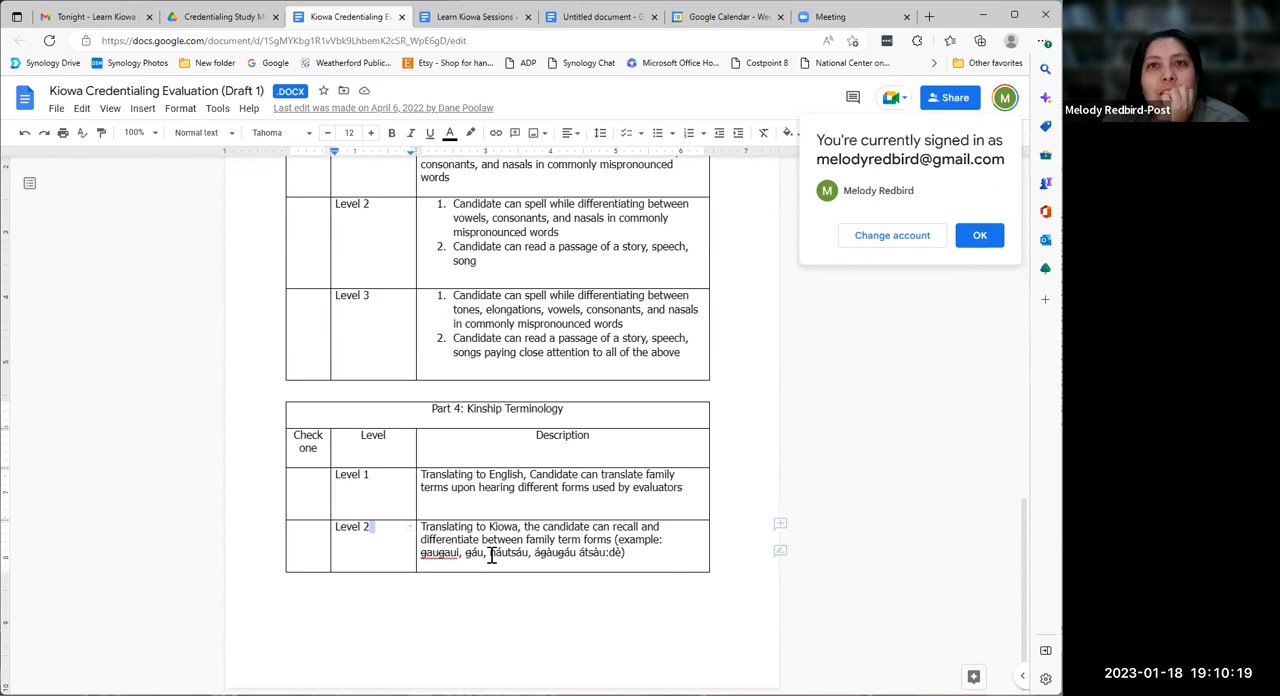 Tonight - Learn Kiowa
Credentialing Study M
Kiowa Credentialing Ev
Learn Kiowa Sessions A
Untitled document - G
Google Calendar - We
Meeting
https://docs.google.com/document/d/1SgMYKbg1R1vVbk9LhbemK2cSR_WpE6gD/edit
Synology Drive
Synology Photos
New folder
Google
Weatherford Public...
Etsy - Shop for han...
ADP
Synology Chat
Microsoft Office Ho...
Costpoint 8
National Center on...
Other favorites
Melody Redbird-Post
Kiowa Credentialing Evaluation (Draft 1)
.DOCX
File Edit View Insert Format Tools Help
Last edit was made on April 6, 2022 by Dane Poolaw
Share
M
100%
Normal text
Tahoma
12
You're currently signed in as
melodyredbird@gmail.com
M Melody Redbird
Change account
OK
consonants, and nasals in commonly mispronounced
words
Level 2
1. Candidate can spell while differentiating between
vowels, consonants, and nasals in commonly
mispronounced words
2. Candidate can read a passage of a story, speech,
song
Level 3
1. Candidate can spell while differentiating between
tones, elongations, vowels, consonants, and nasals
in commonly mispronounced words
2. Candidate can read a passage of a story, speech,
songs paying close attention to all of the above
Part 4: Kinship Terminology
Check
one
Level
Description
Level 1
Translating to English, Candidate can translate family
terms upon hearing different forms used by evaluators
Level 2
Translating to Kiowa, the candidate can recall and
differentiate between family term forms (example:
átsàu:dè)
2023-01-18 19:10:19